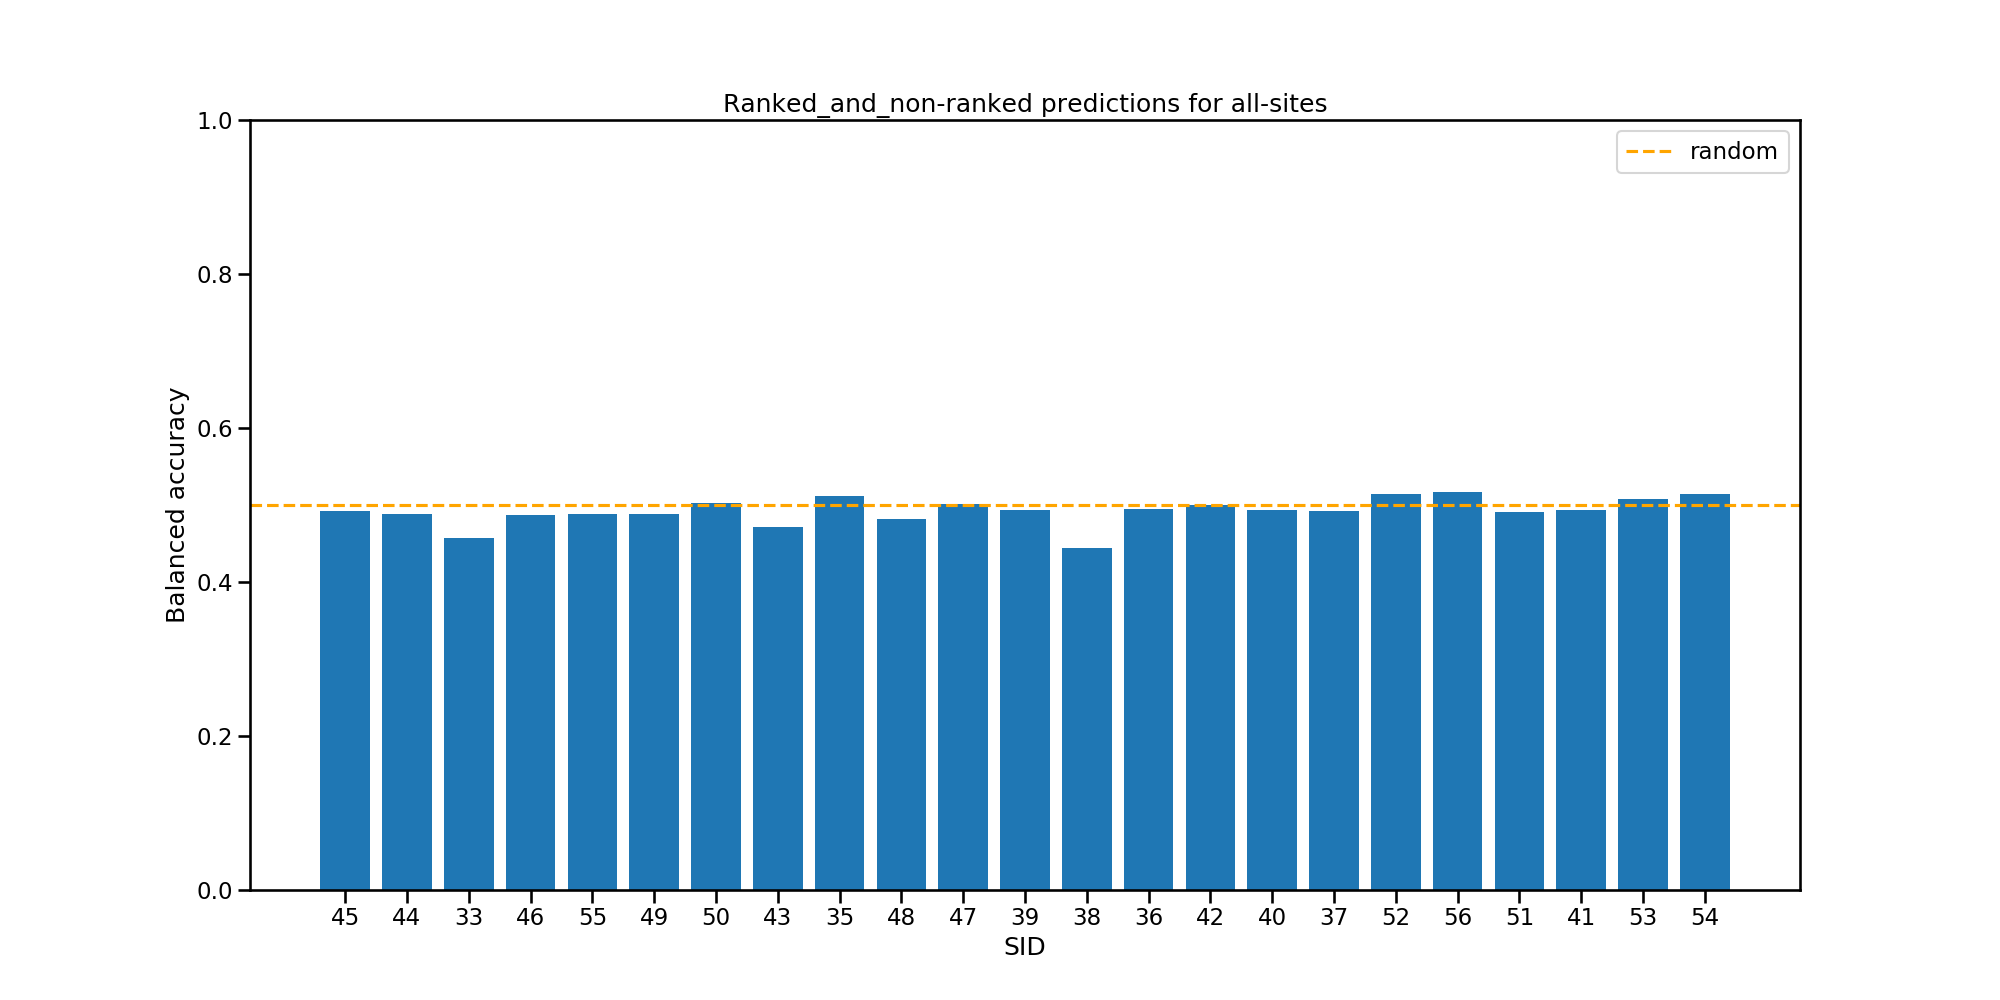 Ranked_and_non-ranked predictions for all-sites
random
1.0
0.8
0.6
0.4
0.2
0.0
Balanced accuracy
45 44 33 46 55 49 50 43 35 48 47 39 38 36 42 40 37 52 56 51 41 53 54
SID